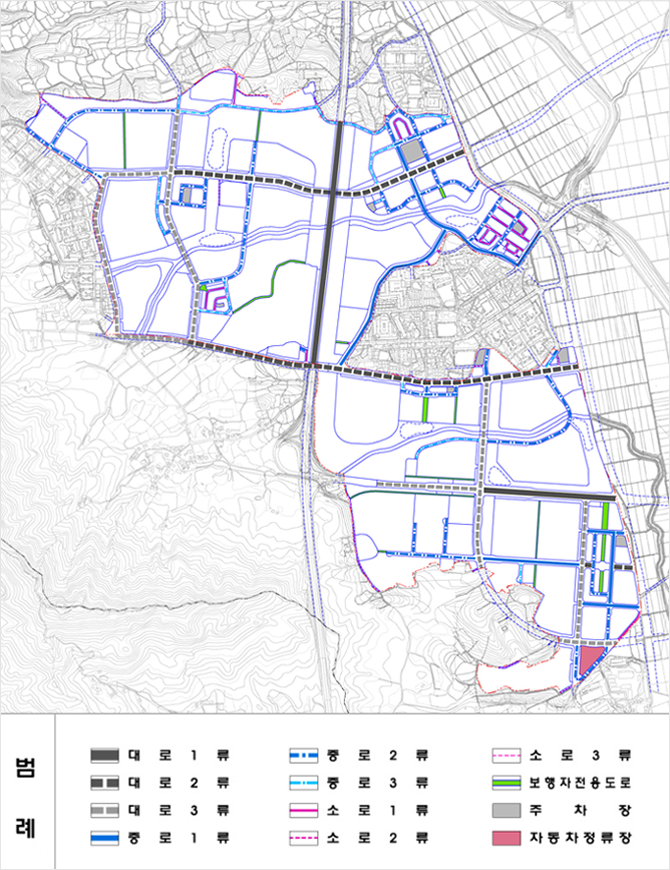 범례
대로1류
대로2류
대로3류
중로1류
중로2류
중로3류
소로1류
소로2류
소로3류
보행자전용도로
주차장
자동차정류장